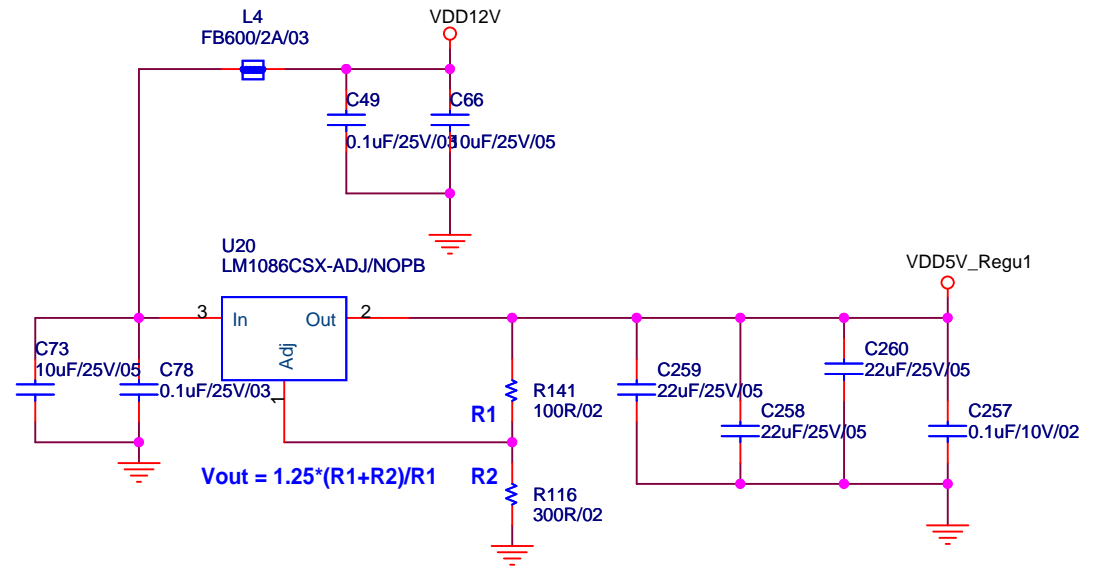 L4
FB600/2A/03
VDD12V
C49
0.1uF/25V/03
C66
10uF/25V/05
U20
LM1086CSX-ADJ/NOPB
VDD5V_Regu1
3
In
Out
2
Adj
1
C73
10uF/25V/05
C78
0.1uF/25V/03
R1
R141
100R/02
C259
22uF/25V/05
C258
22uF/25V/05
C260
22uF/25V/05
C257
0.1uF/10V/02
Vout = 1.25*(R1+R2)/R1
R2
R116
300R/02